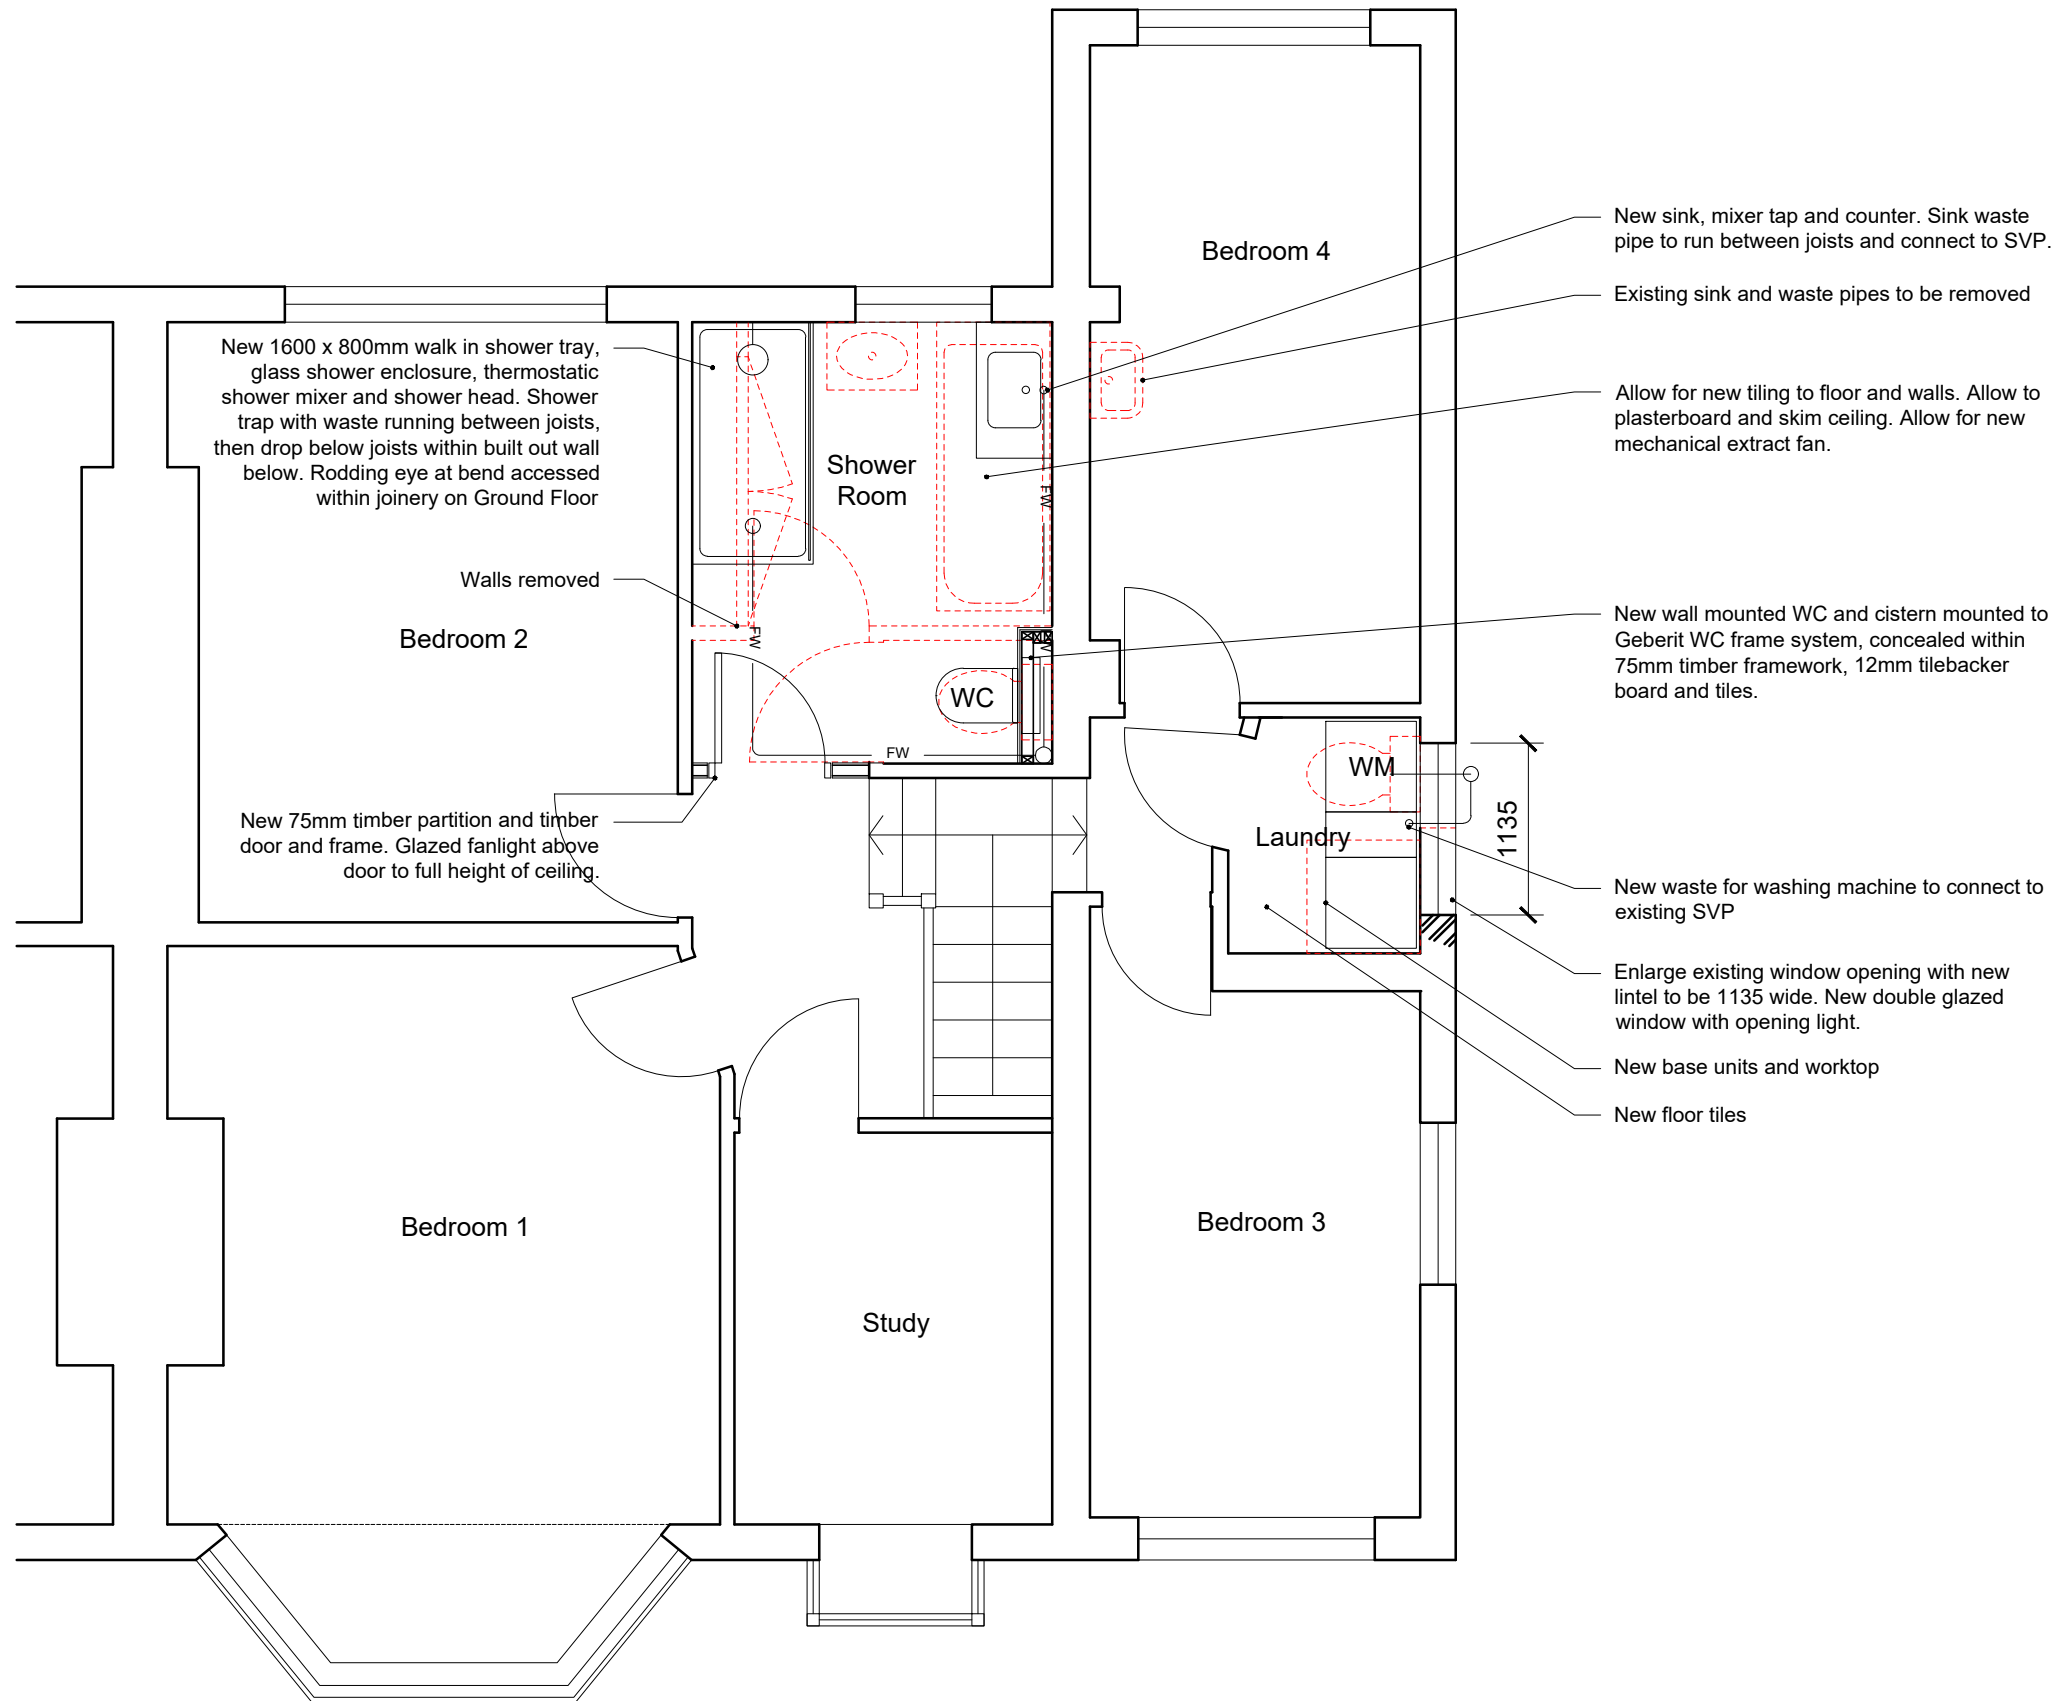 Bedroom 4
New sink, mixer tap and counter. Sink waste
pipe to run between joists and connect to SVP.
Existing sink and waste pipes to be removed
New 1600 x 800mm walk in shower tray,
glass shower enclosure, thermostatic
shower mixer and shower head. Shower
trap with waste running between joists,
then drop below joists within built out wall
below. Rodding eye at bend accessed
within joinery on Ground Floor
Allow for new tiling to floor and walls. Allow to
plasterboard and skim ceiling. Allow for new
mechanical extract fan.
Shower
Room
FW
Walls removed
Bedroom 2
FW
New wall mounted WC and cistern mounted to
Geberit WC frame system, concealed within
75mm timber framework, 12mm tilebacker
board and tiles.
WC
FW
WM
1135
Laundry
New 75mm timber partition and timber
door and frame. Glazed fanlight above
door to full height of ceiling.
New waste for washing machine to connect to
existing SVP
Enlarge existing window opening with new
lintel to be 1135 wide. New double glazed
window with opening light.
New base units and worktop
New floor tiles
Bedroom 1
Bedroom 3
Study